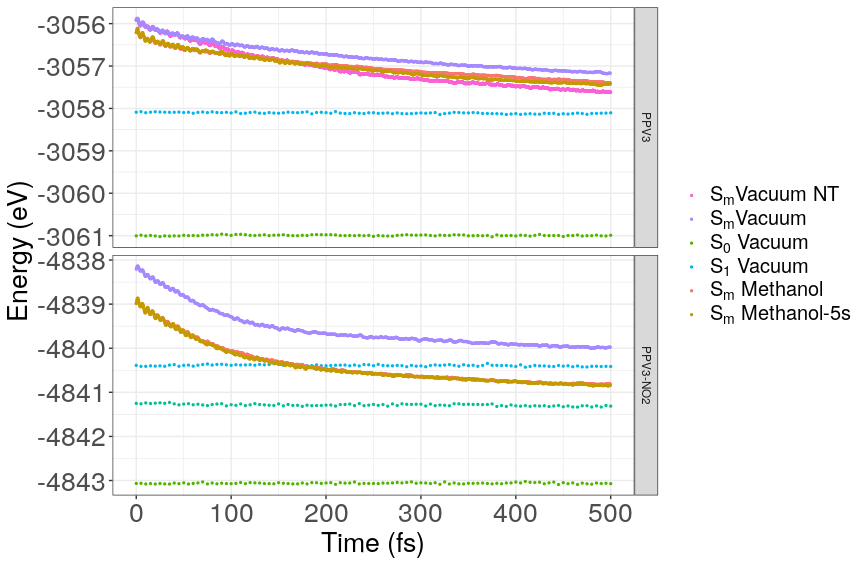 -3056
-3057
-3058
-3059
-3060
-3061
PPV3
-4838
-4839
-4840
-4841
-4842
-4843
PPV3-NO2
0 100 200 300 400 500
Time (fs)
Energy (eV)
SmVacuum NT
SmVacuum
S0 Vacuum
S1 Vacuum
Sm Methanol
Sm Methanol-5s